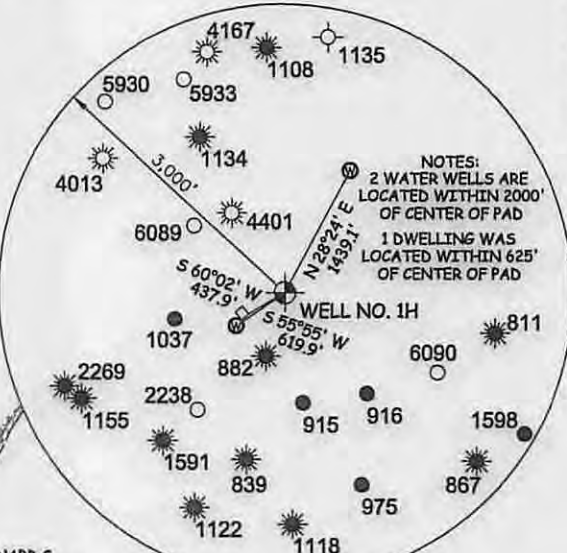 4167
1108
1135
5930
5933
1134
3,000'
4013
4401
6089
W
N 28°24' E
1439.1'
NOTES:
2 WATER WELLS ARE
LOCATED WITHIN 2000'
OF CENTER OF PAD
1 DWELLING WAS
LOCATED WITHIN 625'
OF CENTER OF PAD
S 60°02' W
437.9'
WELL NO. 1H
W
S 55°55' W
619.9'
1037
811
882
6090
2269
1155
2238
915
916
1598
1591
839
867
975
1122
1118